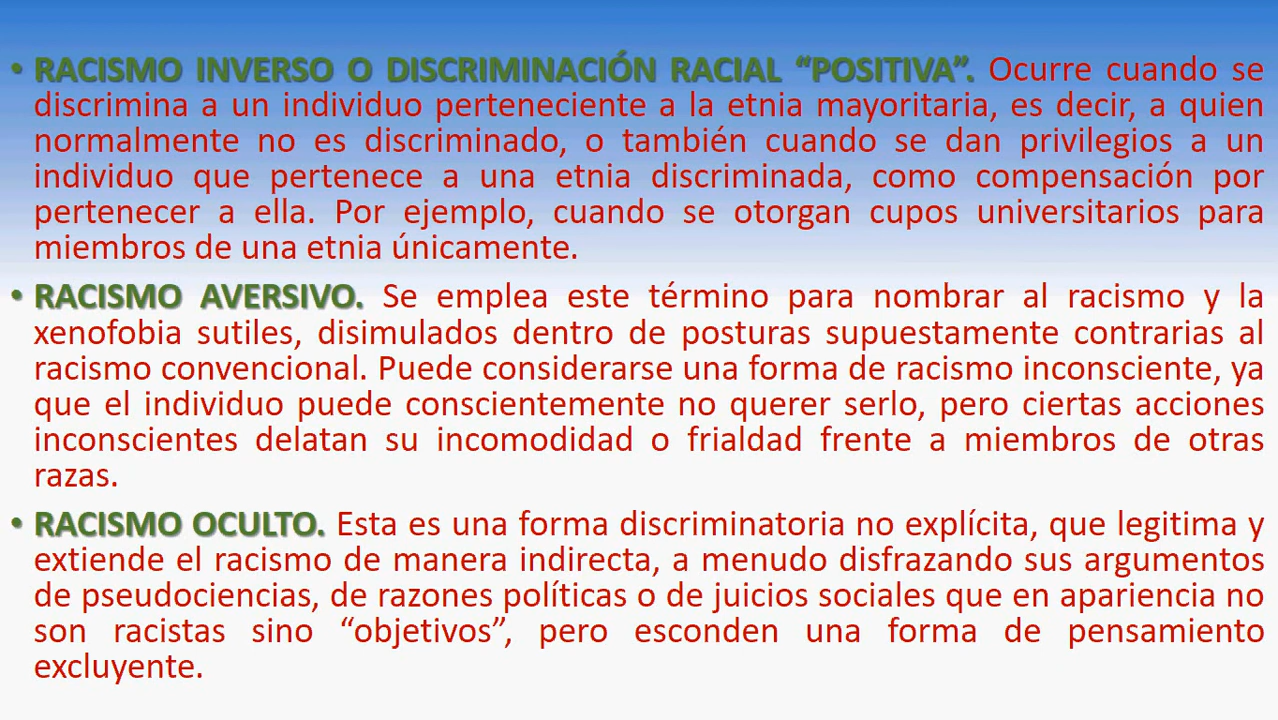 • RACISMO INVERSO O DISCRIMINACIÓN RACIAL “POSITIVA”. Ocurre cuando se
discrimina a un individuo perteneciente a la etnia mayoritaria, es decir, a quien
normalmente no es discriminado, o también cuando se dan privilegios a un
individuo que pertenece a una etnia discriminada, como compensación por
pertenecer a ella. Por ejemplo, cuando se otorgan cupos universitarios para
miembros de una etnia únicamente.
• RACISMO AVERSIVO. Se emplea este término para nombrar al racismo y la
xenofobia sutiles, disimulados dentro de posturas supuestamente contrarias al
racismo convencional. Puede considerarse una forma de racismo inconsciente, ya
que el individuo puede conscientemente no querer serlo, pero ciertas acciones
inconscientes delatan su incomodidad o frialdad frente a miembros de otras
razas.
• RACISMO OCULTO. Esta es una forma discriminatoria no explícita, que legitima y
extiende el racismo de manera indirecta, a menudo disfrazando sus argumentos
de pseudociencias, de razones políticas o de juicios sociales que en apariencia no
son racistas sino “objetivos”, pero esconden una forma de pensamiento
excluyente.